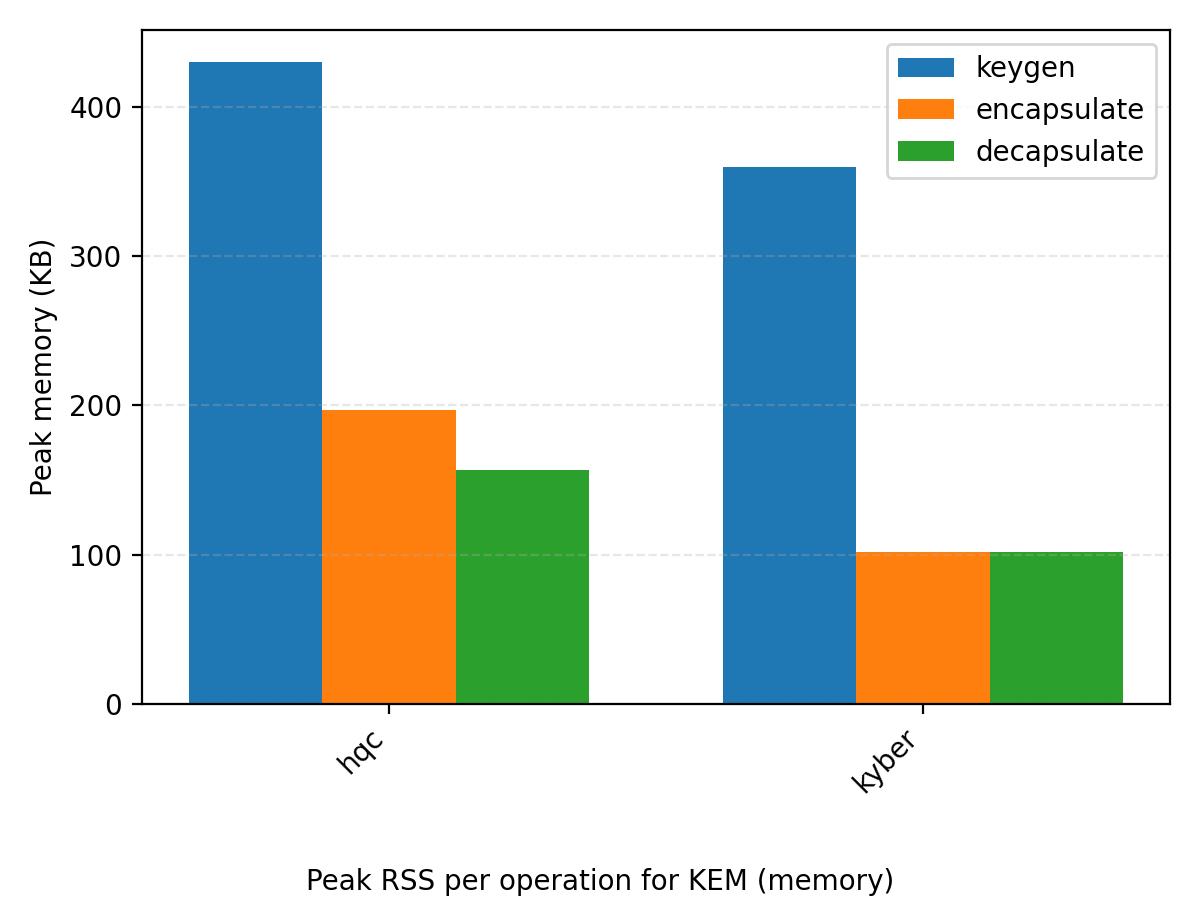 keygen
encapsulate
decapsulate
Peak memory (KB)
400
300
200
100
0
hqc
kyber
Peak RSS per operation for KEM (memory)